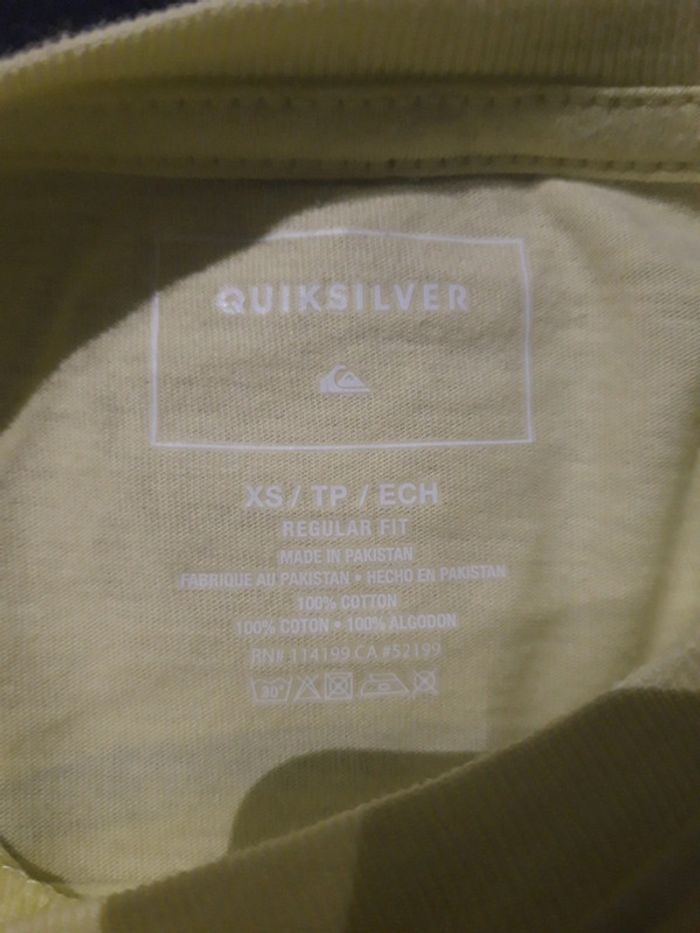 QUIKSILVER
XS / TP / ECH
REGULAR FIT
MADE IN PAKISTAN
FABRIQUE AU PAKISTAN • HECHO EN PAKISTAN
100% COTTON
100% COTON • 100% ALGODON
RN# 114199 CA #52199
30°